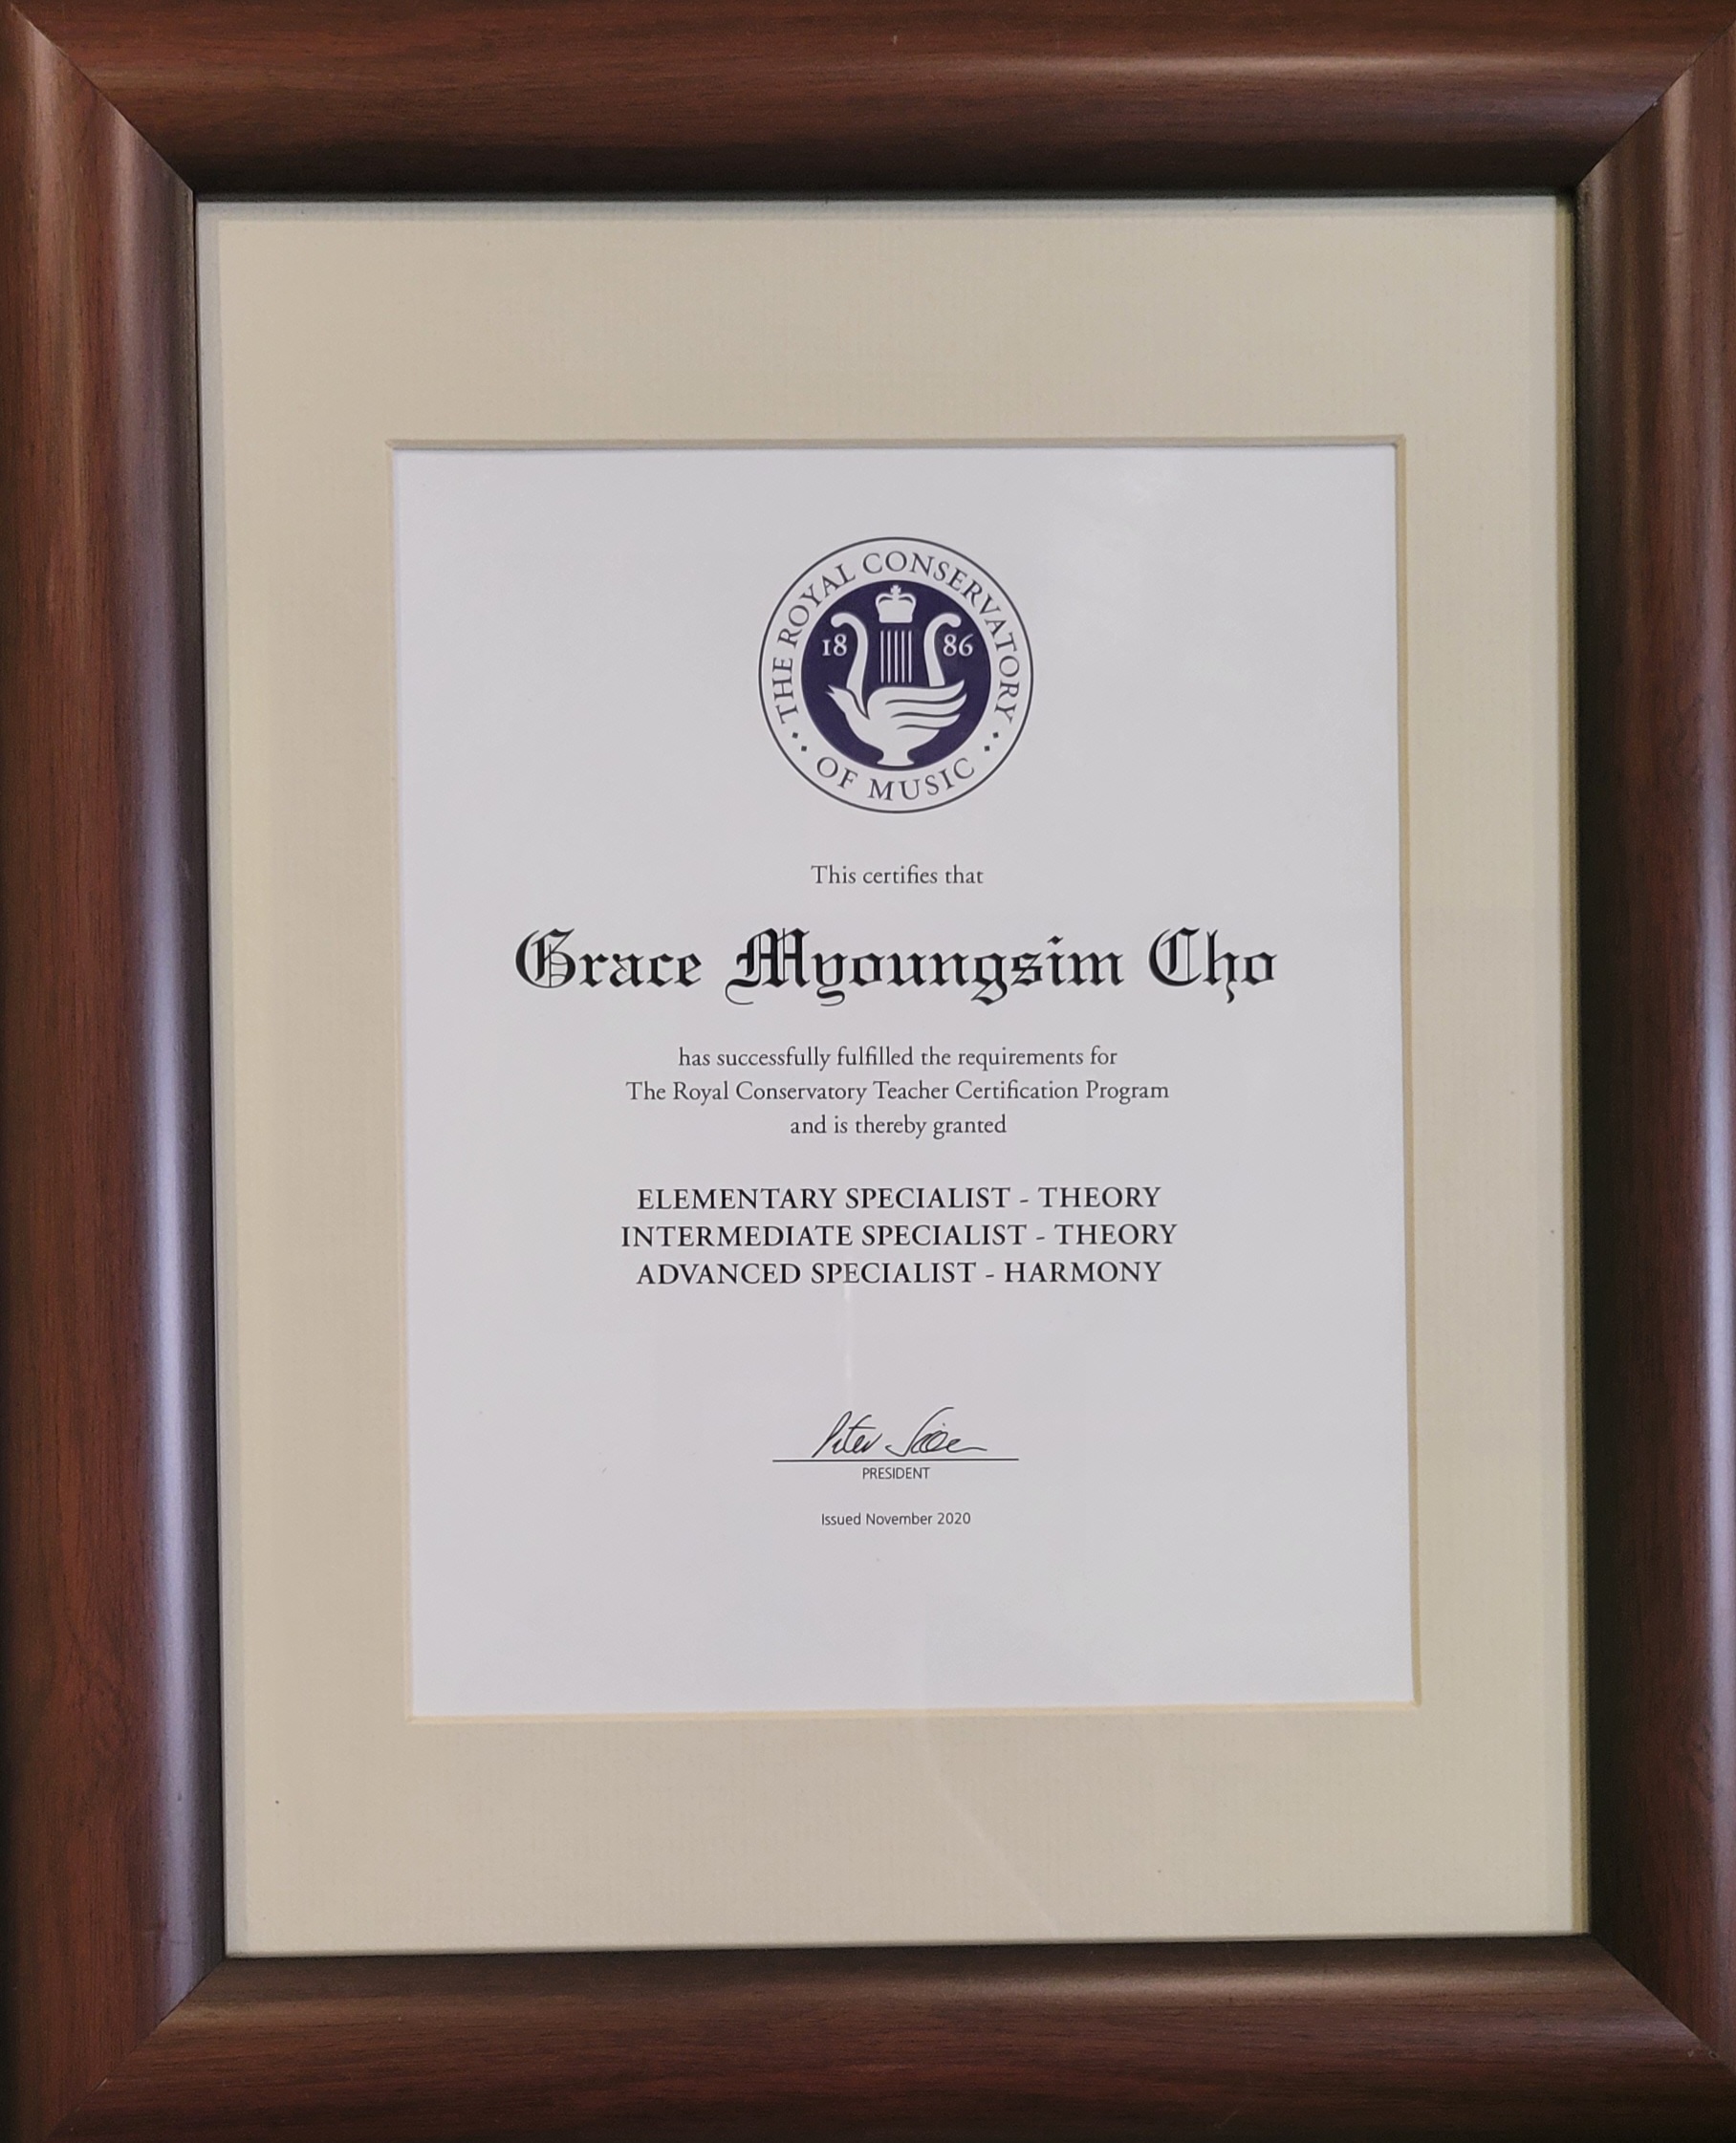 THE ROYAL CONSERVATORY
18 86
OF MUSIC
This certifies that
Grace Myoungsim Cho
has successfully fulfilled the requirements for
The Royal Conservatory Teacher Certification Program
and is thereby granted
ELEMENTARY SPECIALIST - THEORY
INTERMEDIATE SPECIALIST - THEORY
ADVANCED SPECIALIST - HARMONY
Peter
PRESIDENT
Issued November 2020